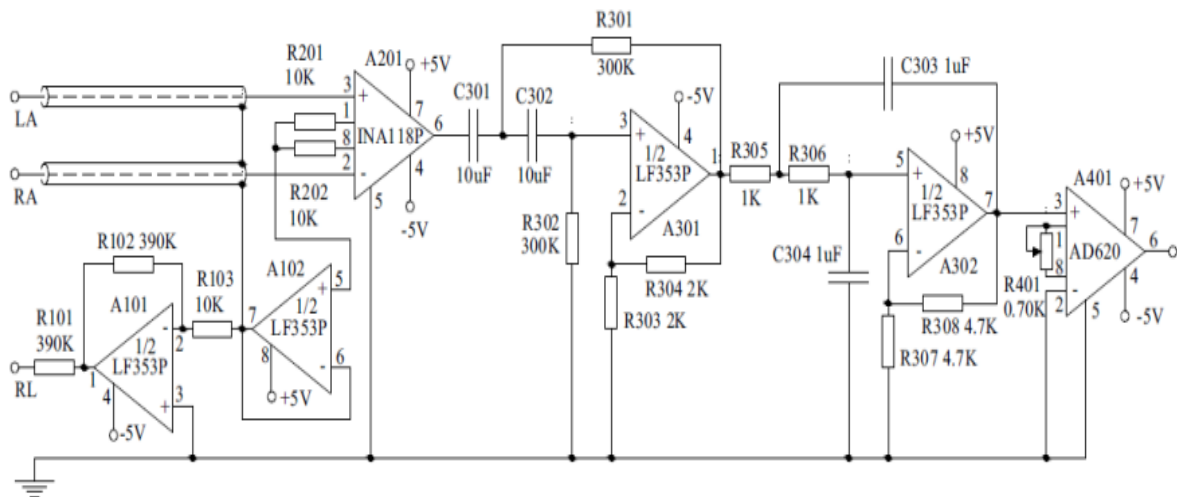 LA
RA
RL
R201
10K
R202
10K
A201
+5V
3
1
8
2
+
-
INA118P
7
6
4
5
-5V
C301
10uF
C302
10uF
R301
300K
R302
300K
-5V
3
+
4
1/2
LF353P
1
2
-
A301
R304 2K
R303 2K
R305
1K
R306
1K
C303 1uF
C304 1uF
+5V
5
+
8
1/2
LF353P
7
6
-
A302
R308 4.7K
R307 4.7K
A401
+5V
3
+
1
7
AD620
6
8
-
2
4
5
-5V
R401
0.70K
R102 390K
R103
10K
R101
390K
A101
-
2
1/2
LF353P
1
4
3
+
-5V
A102
5
+
7
1/2
LF353P
8
6
-
+5V